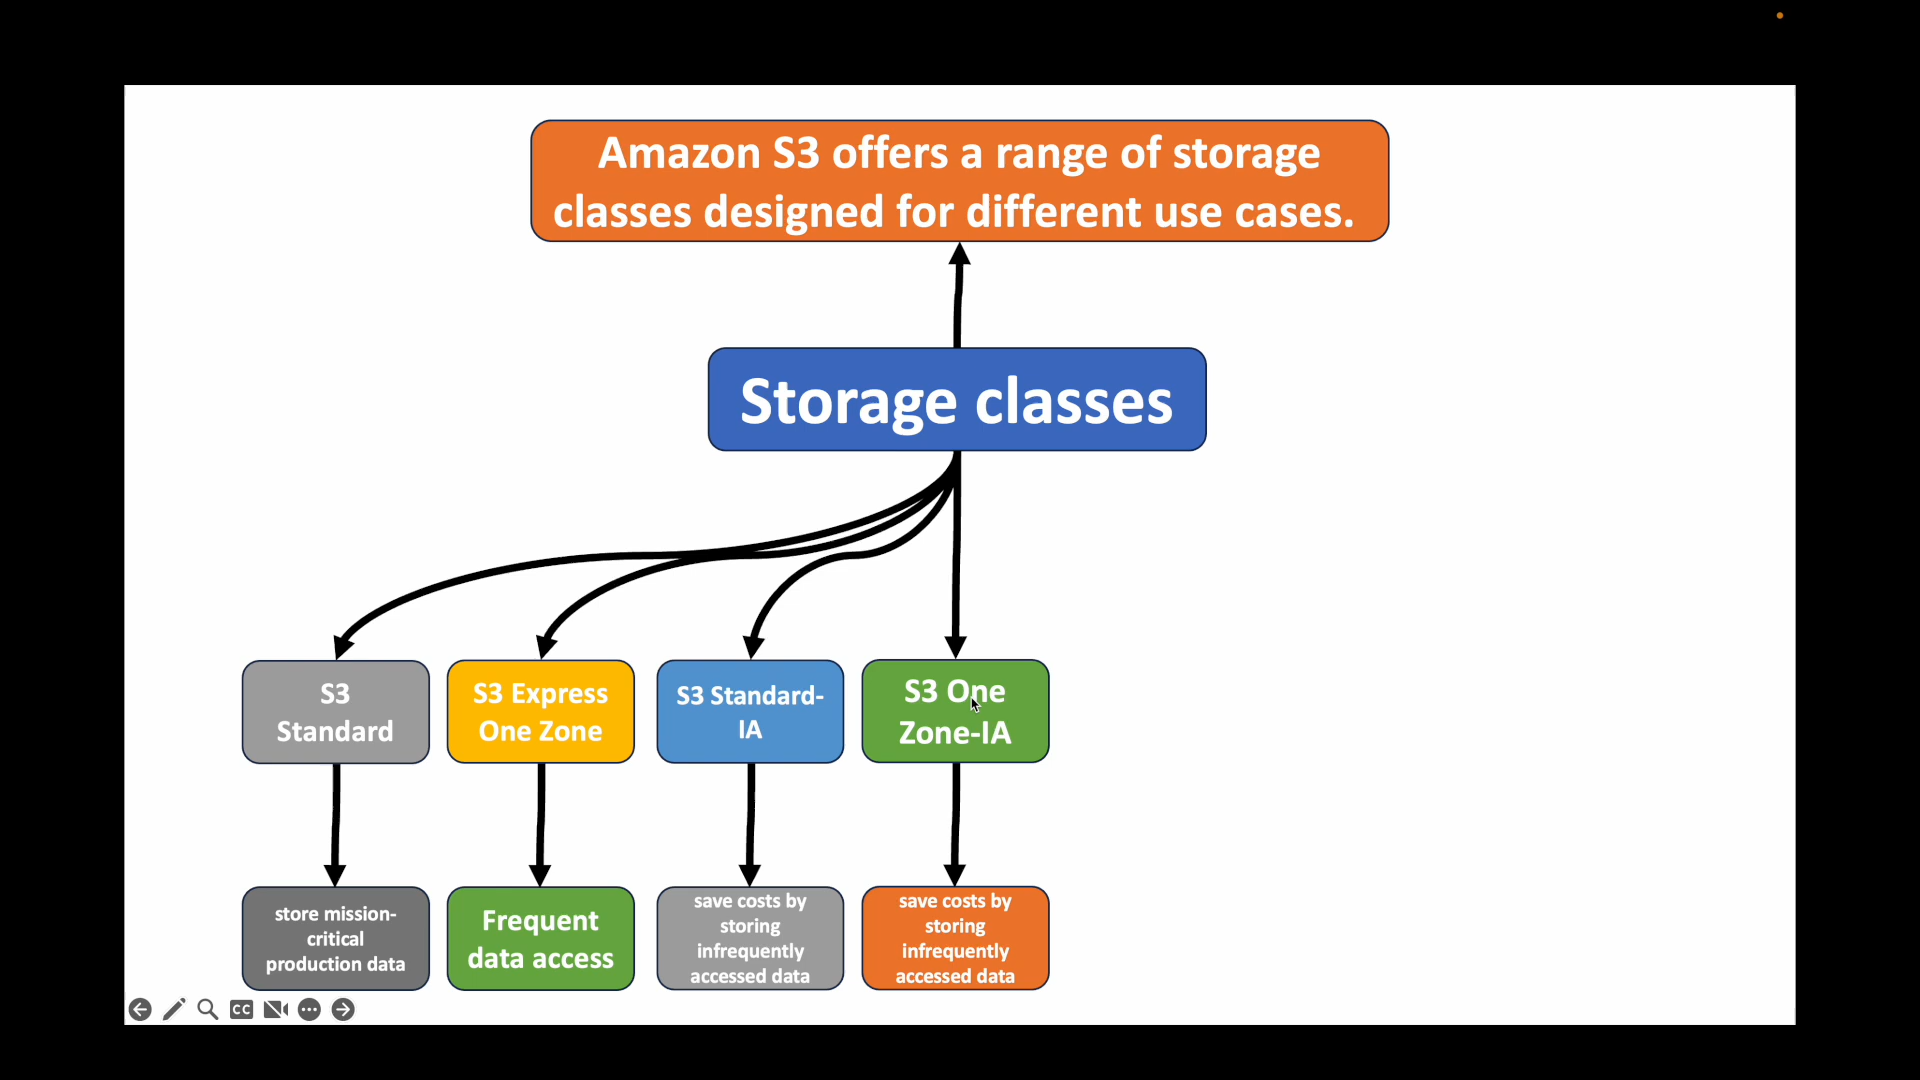 Amazon S3 offers a range of storage
classes designed for different use cases.
Storage classes
S3
Standard
S3 Express
One Zone
S3 Standard-
IA
S3 One
Zone-IA
store mission-
critical
production data
Frequent
data access
save costs by
storing
infrequently
accessed data
save costs by
storing
infrequently
accessed data
CC